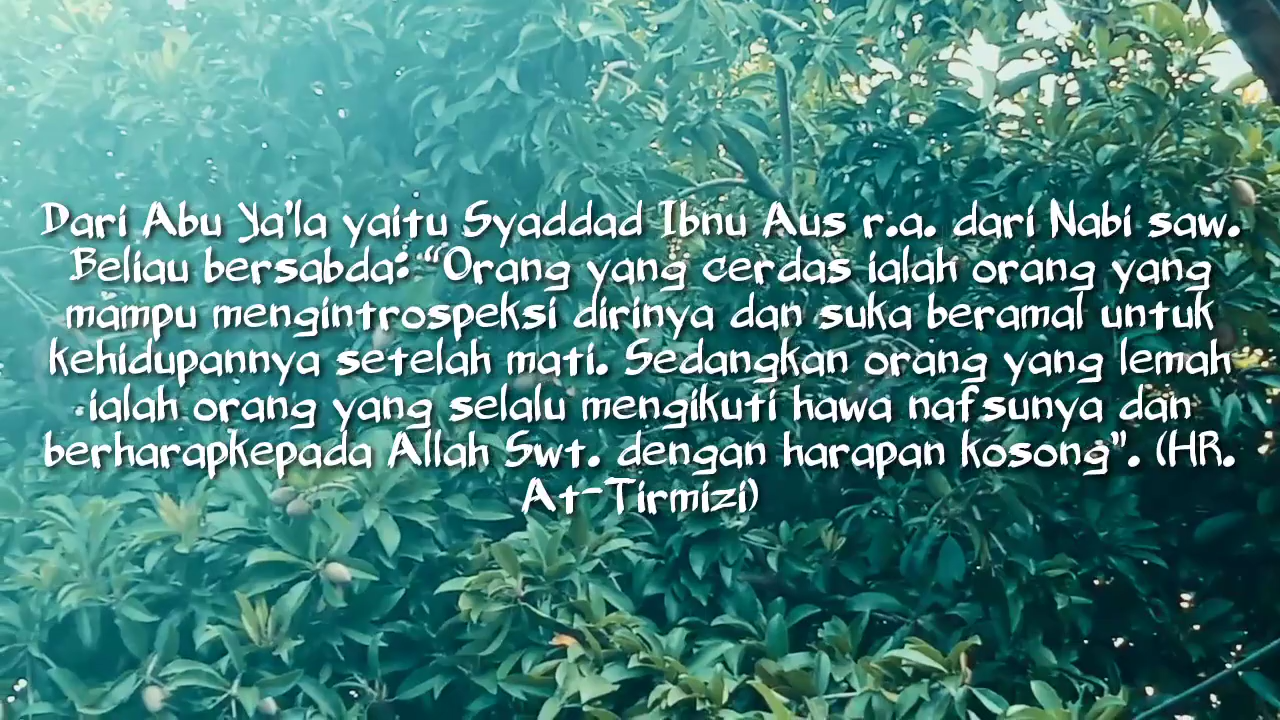 Dari Abu Ya'la yaitu Syaddad Ibnu Aus r.a. dari Nabi saw.
Beliau bersabda: “Orang yang cerdas ialah orang yang
mampu mengintrospeksi dirinya dan suka beramal untuk
kehidupannya setelah mati. Sedangkan orang yang lemah
ialah orang yang selalu mengikuti hawa nafsunya dan
berharapkepada Allah Swt. dengan harapan kosong”. (HR.
At-Tirmizi)